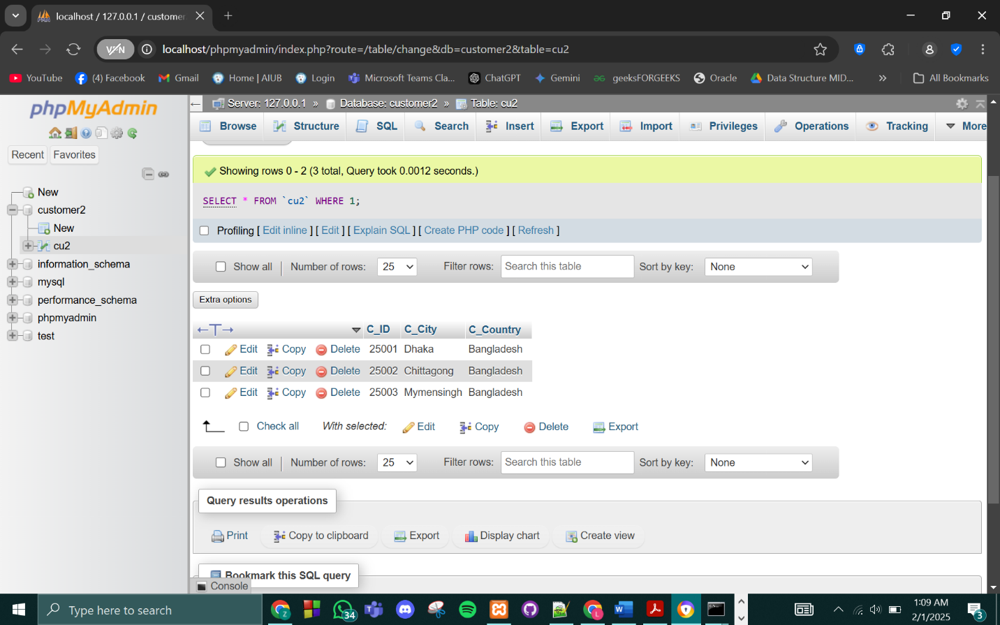 localhost / 127.0.0.1 / customer
VPN
localhost/phpmyadmin/index.php?route=/table/change&db=customer2&table=cu2
YouTube (4) Facebook Gmail Home | AIUB Login Microsoft Teams Cla... ChatGPT Gemini geeksFORGEEKS Oracle Data Structure MID... » All Bookmarks
phpMyAdmin
Recent Favorites
New
customer2
New
cu2
information_schema
mysql
performance_schema
phpmyadmin
test
Server: 127.0.0.1 » Database: customer2 » Table: cu2
Browse Structure SQL Search Insert Export Import Privileges Operations Tracking More
Showing rows 0 - 2 (3 total, Query took 0.0012 seconds.)
SELECT * FROM `cu2` WHERE 1;
Profiling [ Edit inline ] [ Edit ] [ Explain SQL ] [ Create PHP code ] [ Refresh ]
Show all | Number of rows: 25 Filter rows: Search this table Sort by key: None
Extra options
←T→ C_ID C_City C_Country
Edit Copy Delete 25001 Dhaka Bangladesh
Edit Copy Delete 25002 Chittagong Bangladesh
Edit Copy Delete 25003 Mymensingh Bangladesh
Check all With selected: Edit Copy Delete Export
Show all | Number of rows: 25 Filter rows: Search this table Sort by key: None
Query results operations
Print Copy to clipboard Export Display chart Create view
Bookmark this SQL query
Console
Type here to search
34
1:09 AM
2/1/2025
3